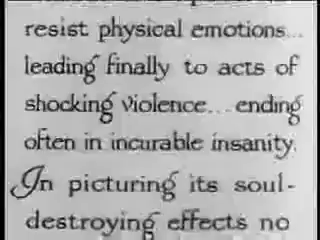 resist physical emotions...
leading finally to acts of
shocking violence... ending
often in incurable insanity.
In picturing its soul-
destroying effects no